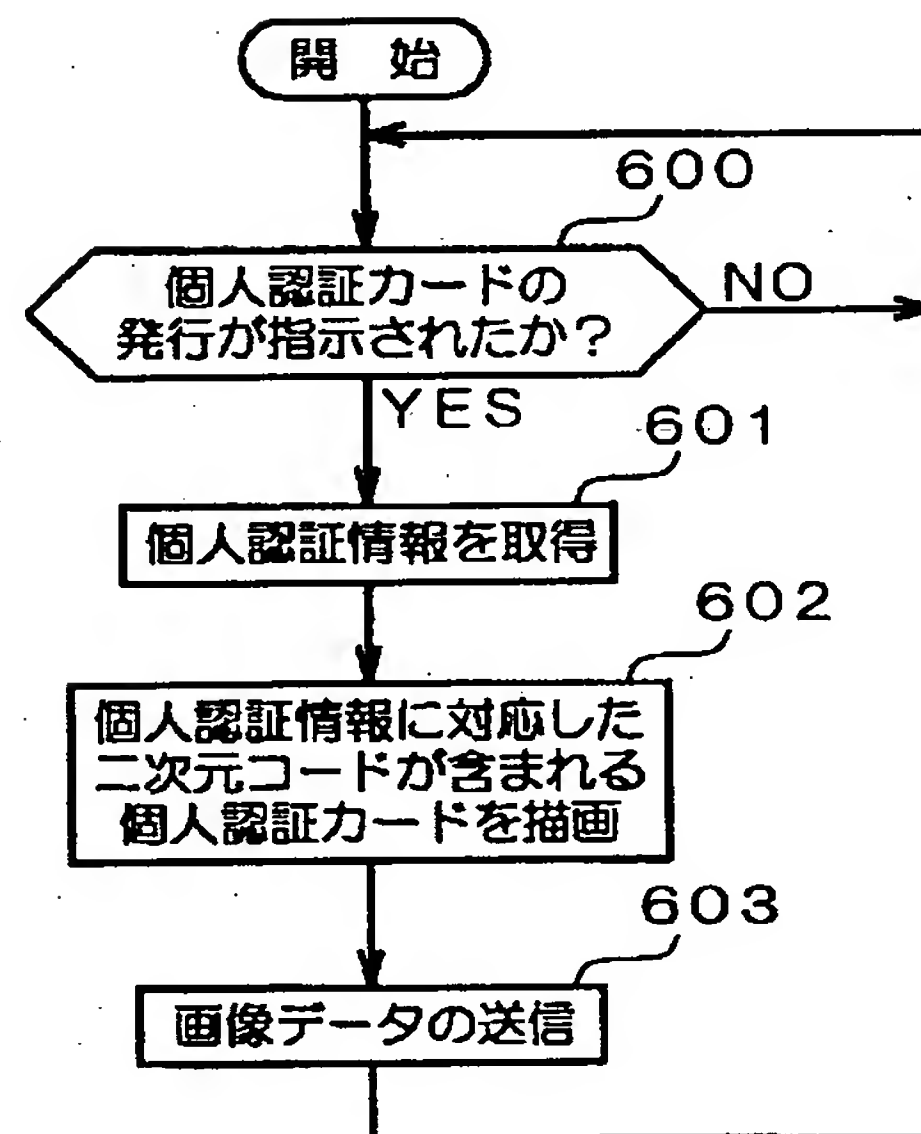 開 始
600
個人認証カードの
発行が指示されたか？
NO
YES
601
個人認証情報を取得
602
個人認証情報に対応した
二次元コードが含まれる
個人認証カードを描画
603
画像データの送信